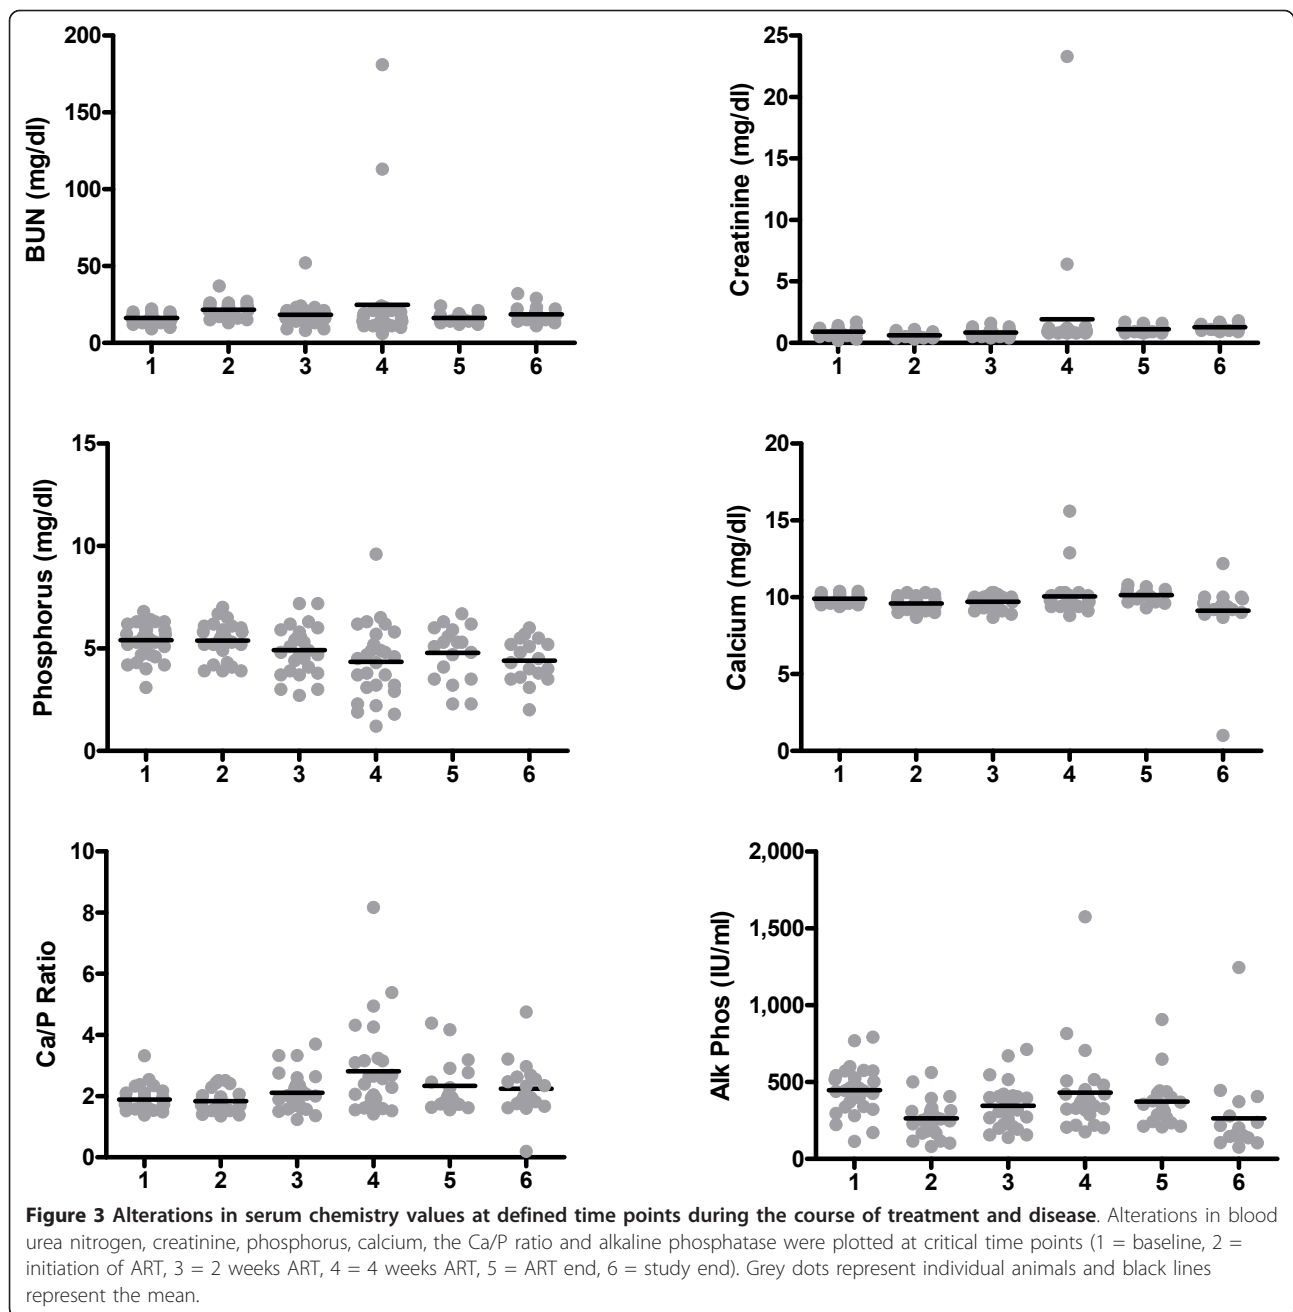 BUN (mg/dl)
200
150
100
50
0
1 2 3 4 5 6
Creatinine (mg/dl)
25
20
15
10
5
0
1 2 3 4 5 6
Phosphorus (mg/dl)
15
10
5
0
1 2 3 4 5 6
Calcium (mg/dl)
20
15
10
5
0
1 2 3 4 5 6
Ca/P Ratio
10
8
6
4
2
0
1 2 3 4 5 6
Alk Phos (IU/ml)
2,000
1,500
1,000
500
0
1 2 3 4 5 6
Figure 3 Alterations in serum chemistry values at defined time points during the course of treatment and disease. Alterations in blood
urea nitrogen, creatinine, phosphorus, calcium, the Ca/P ratio and alkaline phosphatase were plotted at critical time points (1 = baseline, 2 =
initiation of ART, 3 = 2 weeks ART, 4 = 4 weeks ART, 5 = ART end, 6 = study end). Grey dots represent individual animals and black lines
represent the mean.